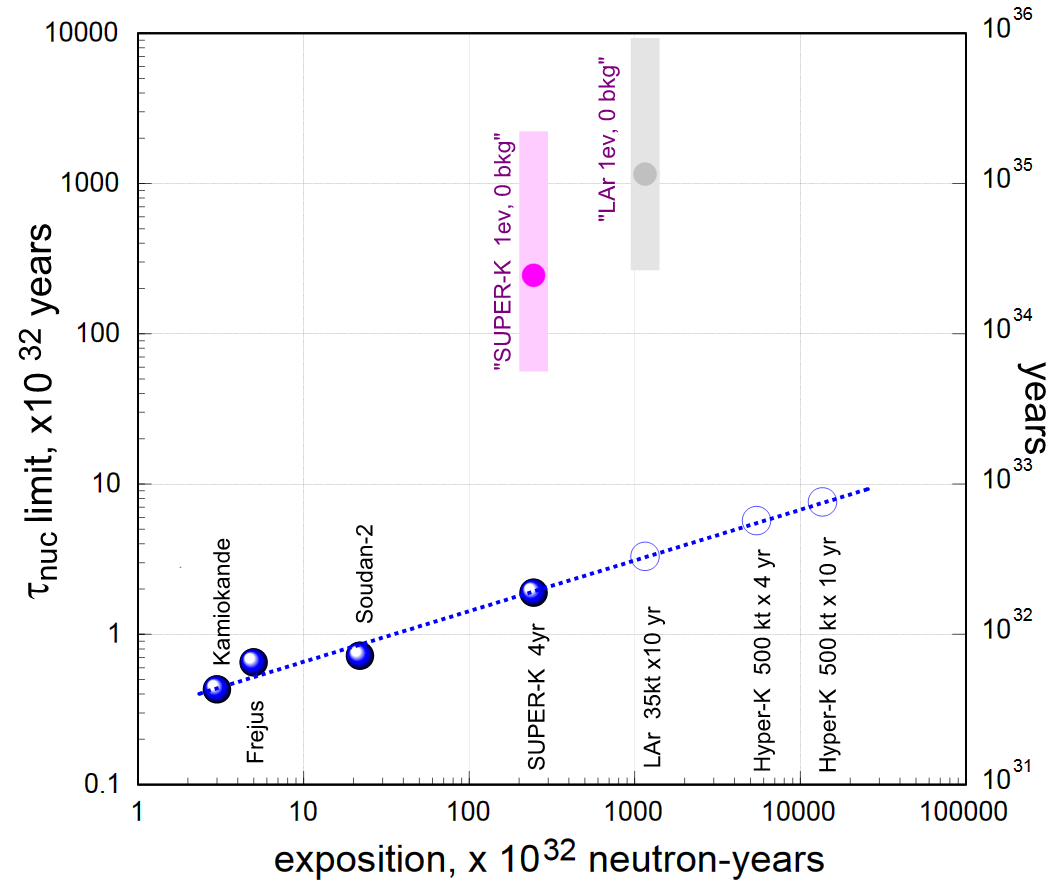 10000
1000
100
10
1
0.1
τnuc limit, x10 32 years
10^36
10^35
10^34
10^33
10^32
10^31
years
"SUPER-K 1ev, 0 bkg"
"LAr 1ev, 0 bkg"
Kamiokande
Frejus
Soudan-2
SUPER-K 4yr
LAr 35kt x10 yr
Hyper-K 500 kt x 4 yr
Hyper-K 500 kt x 10 yr
1
10
100
1000
10000
100000
exposition, x 10^32 neutron-years